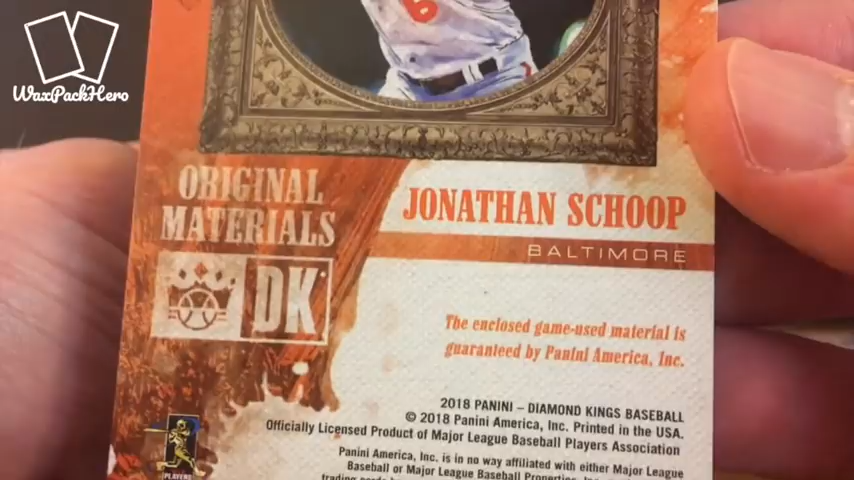 WaxPackHero
6
ORIGINAL
MATERIALS
DK
JONATHAN SCHOOP
BALTIMORE
The enclosed game-used material is
guaranteed by Panini America, Inc.
2018 PANINI – DIAMOND KINGS BASEBALL
© 2018 Panini America, Inc. Printed in the USA.
Officially Licensed Product of Major League Baseball Players Association
Panini America, Inc. is no way affiliated with either Major League
Baseball or Major League Baseball Properties, Inc.
PLAYERS